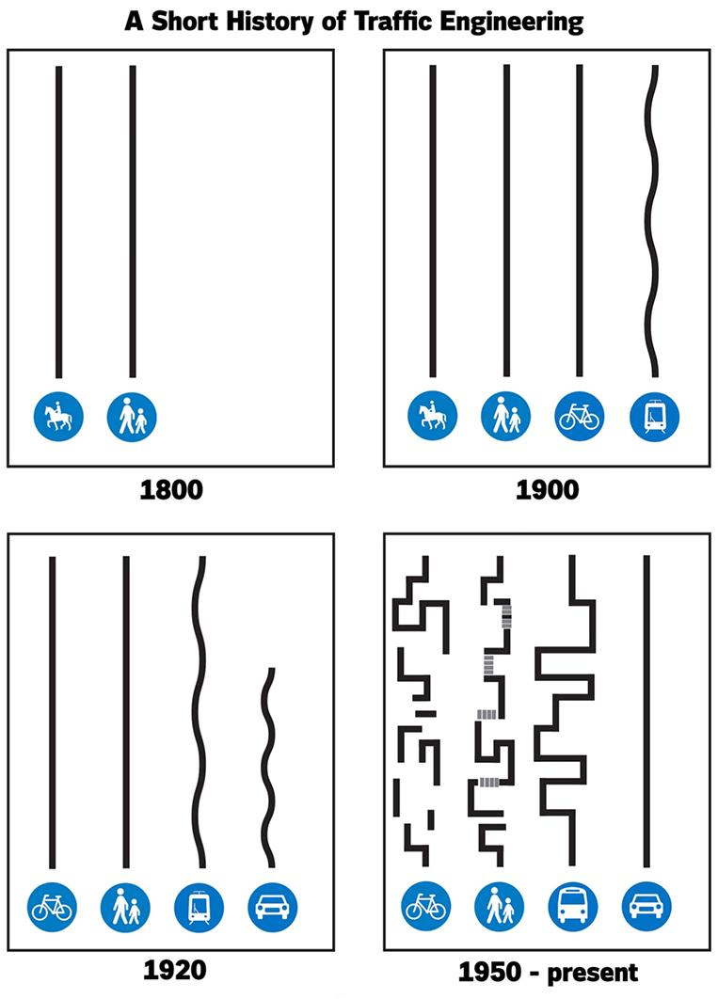 A Short History of Traffic Engineering
1800
1900
1920
1950 - present